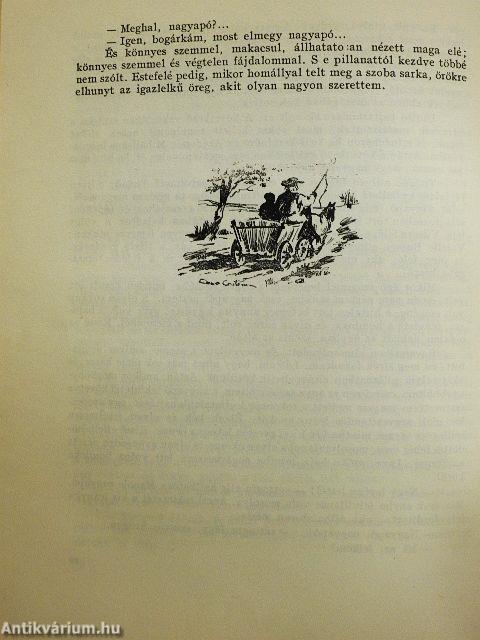 — Meghal, nagyapó?...
— Igen, bogárkám, most elmegy nagyapó...
És könnyes szemmel, makacsul, állhatato an nézett maga elé;
könnyes szemmel és végtelen fájdalommal. S e pillanattól kezdve többé
nem szólt. Estefelé pedig, mikor homállyal telt meg a szoba sarka, örökre
elhunyt az igazlelkű öreg, akit olyan nagyon szerettem.
Antikvárium.hu